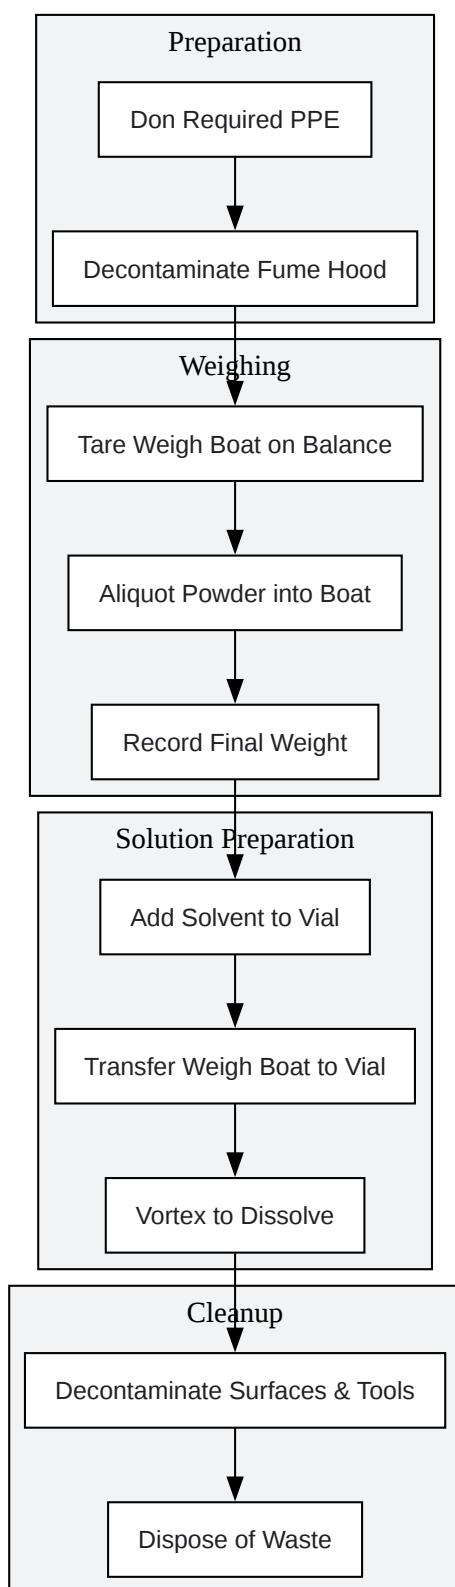 Preparation
Don Required PPE
Decontaminate Fume Hood
Weighing
Tare Weigh Boat on Balance
Aliquot Powder into Boat
Record Final Weight
Solution Preparation
Add Solvent to Vial
Transfer Weigh Boat to Vial
Vortex to Dissolve
Cleanup
Decontaminate Surfaces & Tools
Dispose of Waste